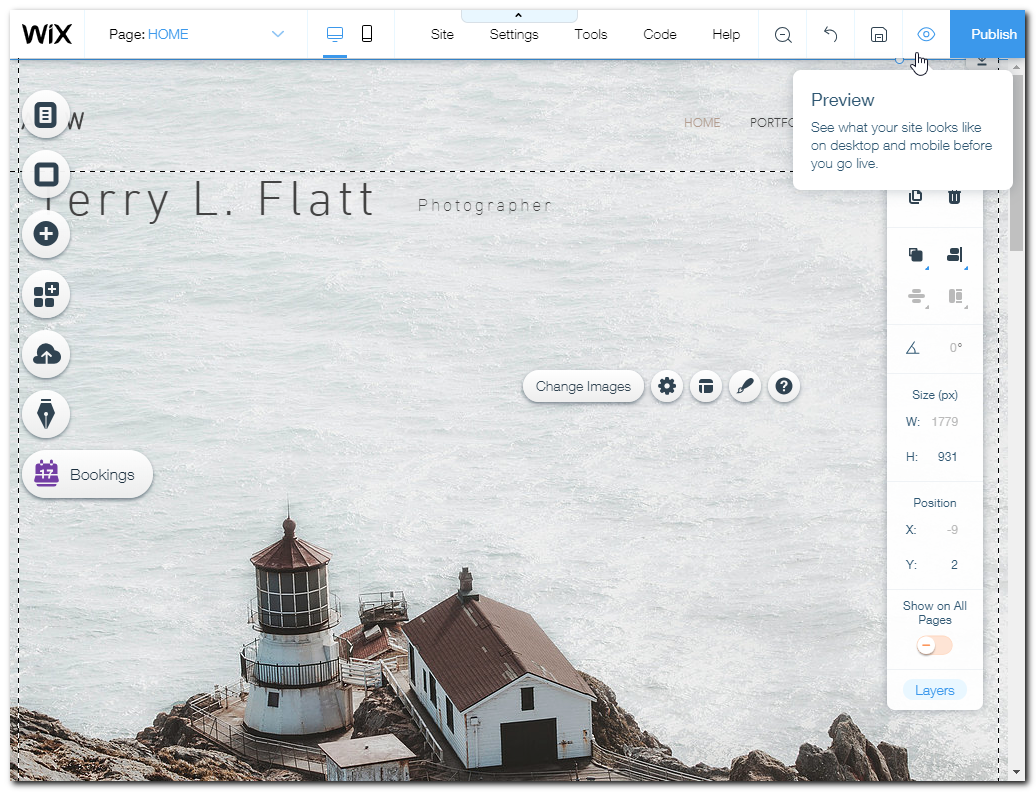 WiX
Page: HOME
Site
Settings
Tools
Code
Help
Publish
Preview
See what your site looks like
on desktop and mobile before
you go live.
HOME
erry L. Flatt
Photographer
0°
Change Images
Size (px)
W: 1779
H: 931
17
Bookings
Position
X: -9
Y: 2
Show on All
Pages
Layers